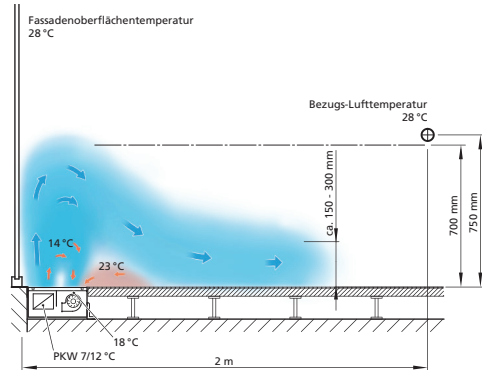 Fassadenoberflächentemperatur
28 °C
Bezugs-Lufttemperatur
28 °C
ca. 150 - 300 mm
700 mm
750 mm
14 °C
23 °C
18 °C
PKW 7/12 °C
2 m